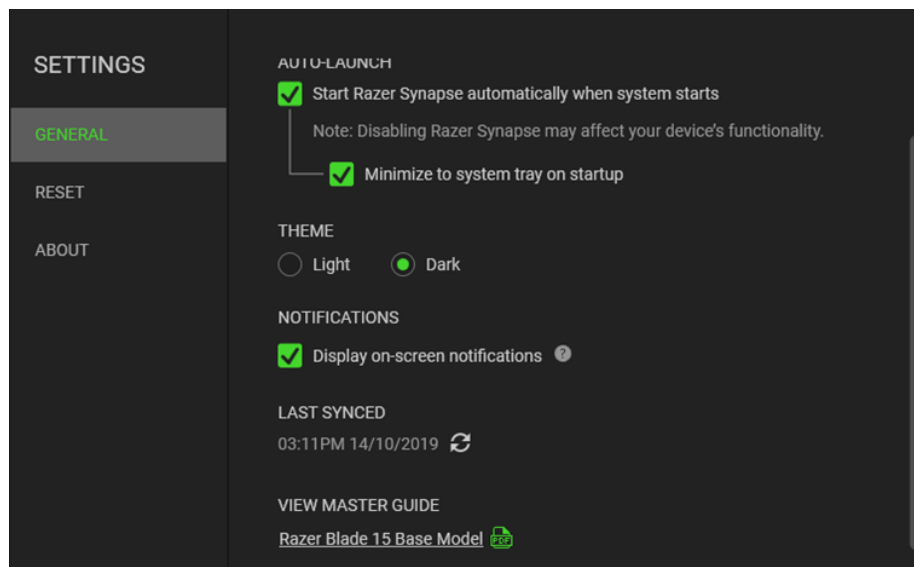 SETTINGS
GENERAL
RESET
ABOUT
AUTO-LAUNCH
Start Razer Synapse automatically when system starts
Note: Disabling Razer Synapse may affect your device’s functionality.
Minimize to system tray on startup
THEME
Light Dark
NOTIFICATIONS
Display on-screen notifications ?
LAST SYNCED
03:11PM 14/10/2019
VIEW MASTER GUIDE
Razer Blade 15 Base Model PDF